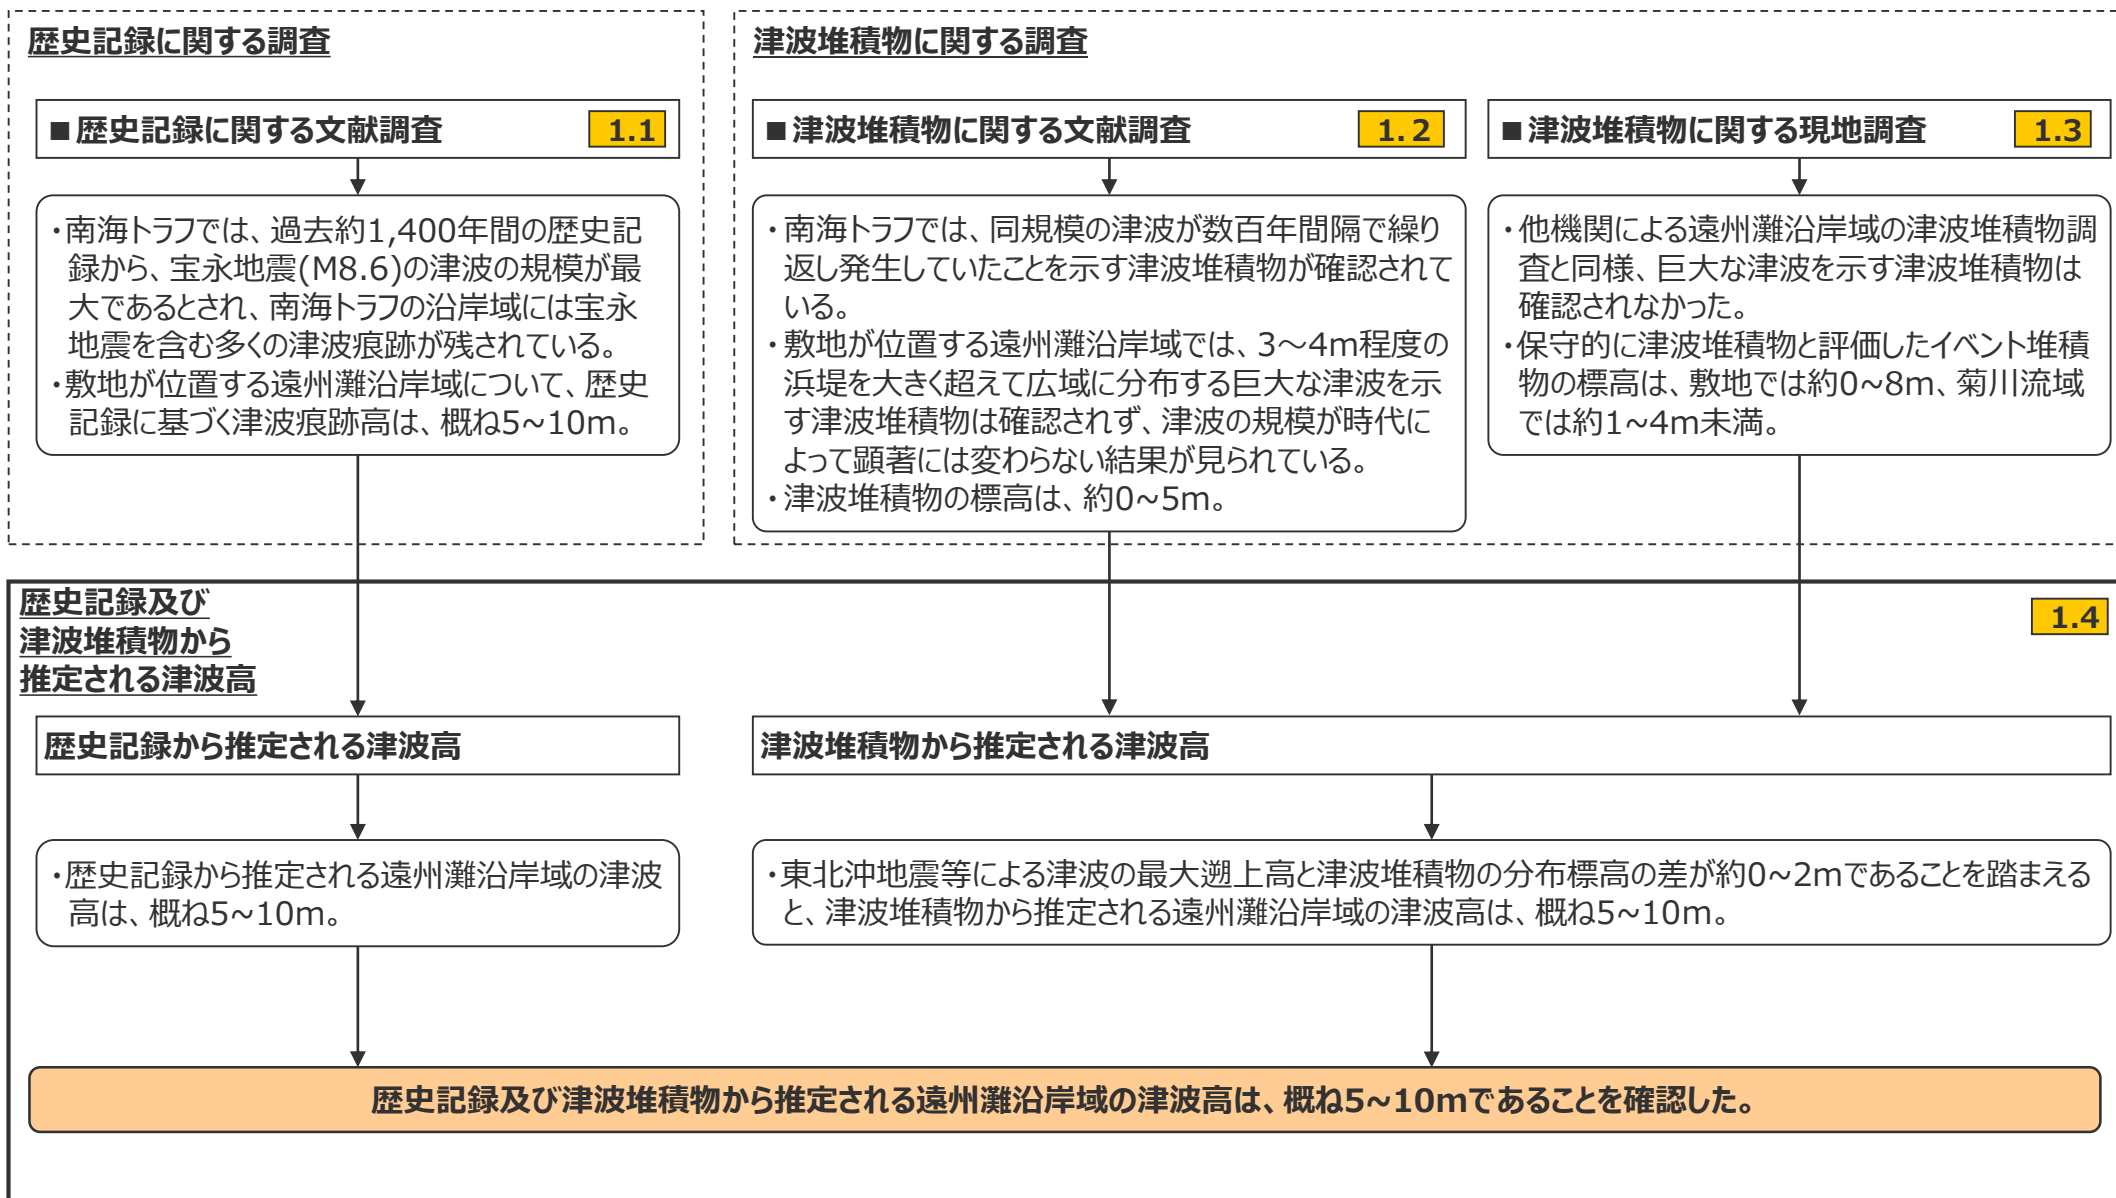 歴史記録に関する調査
■歴史記録に関する文献調査 1.1
・南海トラフでは、過去約1,400年間の歴史記
録から、宝永地震(M8.6)の津波の規模が最
大であるとされ、南海トラフの沿岸域には宝永
地震を含む多くの津波痕跡が残されている。
・敷地が位置する遠州灘沿岸域について、歴史
記録に基づく津波痕跡高は、概ね5~10m。
津波堆積物に関する調査
■津波堆積物に関する文献調査 1.2
・南海トラフでは、同規模の津波が数百年間隔で繰り
返し発生していたことを示す津波堆積物が確認されて
いる。
・敷地が位置する遠州灘沿岸域では、3～4m程度の
浜堤を大きく超えて広域に分布する巨大な津波を示
す津波堆積物は確認されず、津波の規模が時代に
よって顕著には変わらない結果が見られている。
・津波堆積物の標高は、約0~5m。
■津波堆積物に関する現地調査 1.3
・他機関による遠州灘沿岸域の津波堆積物調
査と同様、巨大な津波を示す津波堆積物は
確認されなかった。
・保守的に津波堆積物と評価したイベント堆積
物の標高は、敷地では約0~8m、菊川流域
では約1~4m未満。
歴史記録及び
津波堆積物から
推定される津波高
1.4
歴史記録から推定される津波高
・歴史記録から推定される遠州灘沿岸域の津波
高は、概ね5~10m。
津波堆積物から推定される津波高
・東北沖地震等による津波の最大遡上高と津波堆積物の分布標高の差が約0~2mであることを踏まえる
と、津波堆積物から推定される遠州灘沿岸域の津波高は、概ね5~10m。
歴史記録及び津波堆積物から推定される遠州灘沿岸域の津波高は、概ね5~10mであることを確認した。